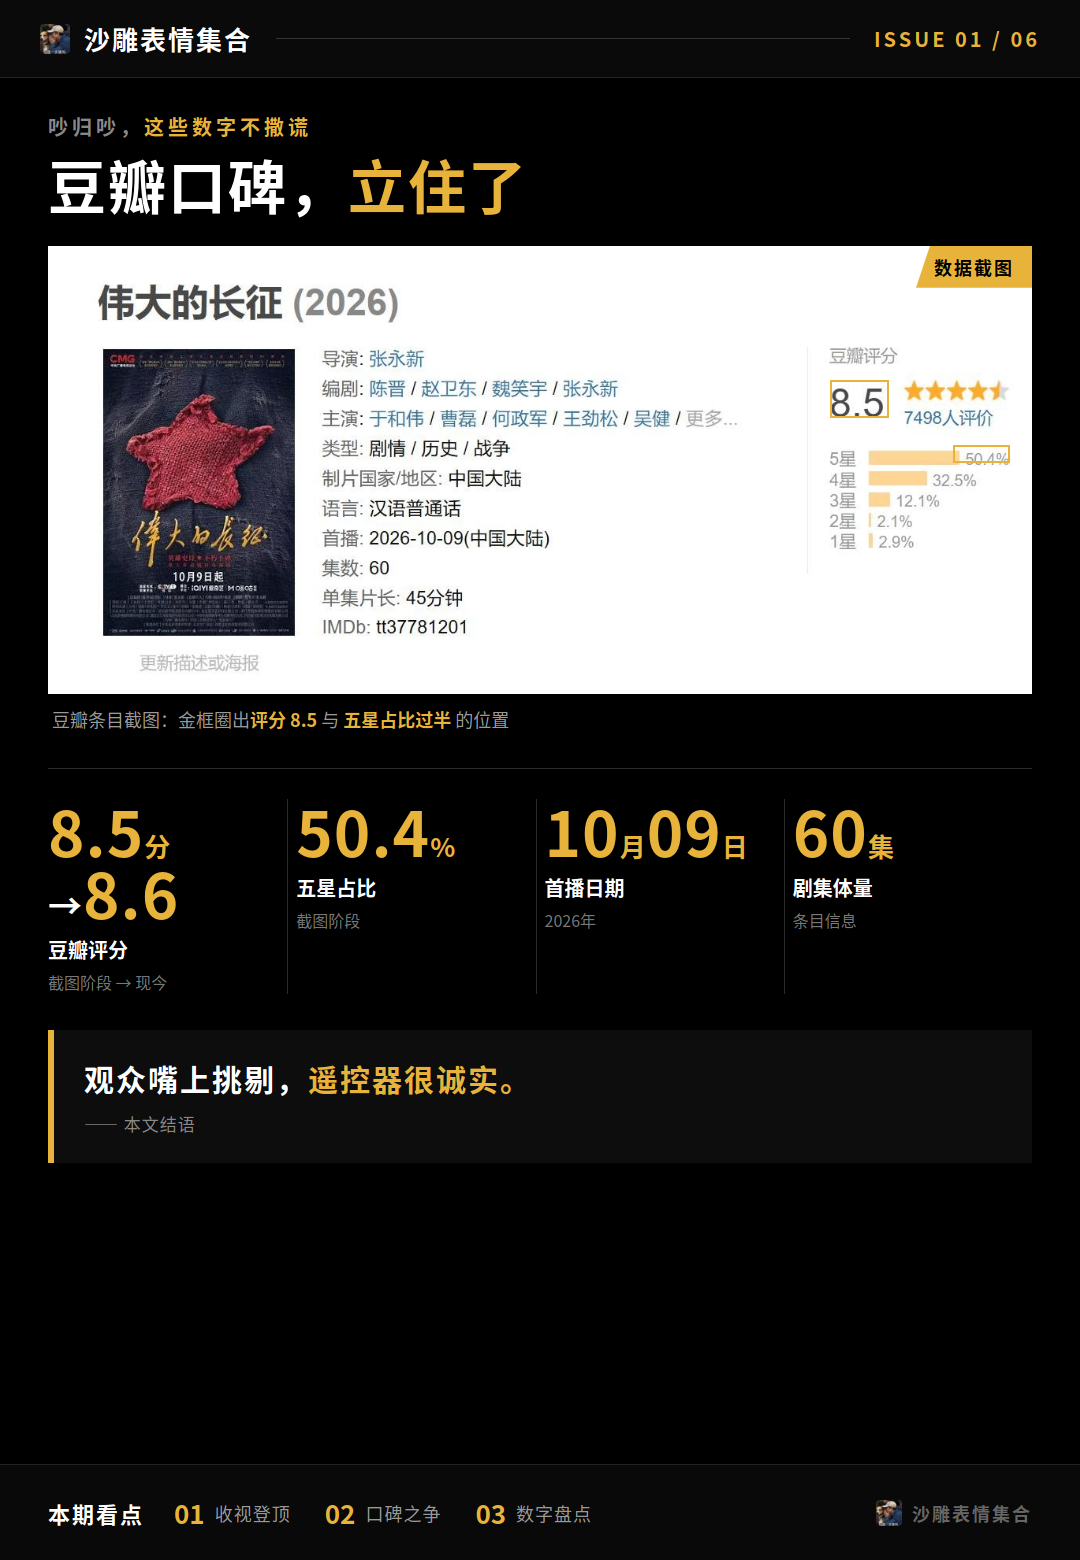 沙雕表情集合
ISSUE 01 / 06
吵归吵，这些数字不撒谎
豆瓣口碑，立住了
数据截图
伟大的长征 (2026)
CMG
伟大的长征
10月9日起
导演: 张永新
编剧: 陈晋 / 赵卫东 / 魏笑宇 / 张永新
主演: 于和伟 / 曹磊 / 何政军 / 王劲松 / 吴健 / 更多...
类型: 剧情 / 历史 / 战争
制片国家/地区: 中国大陆
语言: 汉语普通话
首播: 2026-10-09(中国大陆)
集数: 60
单集片长: 45分钟
IMDb: tt37781201
更新描述或海报
豆瓣评分
8.5
7498人评价
5星 50.4%
4星 32.5%
3星 12.1%
2星 2.1%
1星 2.9%
豆瓣条目截图：金框圈出评分 8.5 与 五星占比过半 的位置
8.5分
→8.6
豆瓣评分
截图阶段 → 现今
50.4%
五星占比
截图阶段
10月09日
首播日期
2026年
60集
剧集体量
条目信息
观众嘴上挑剔，遥控器很诚实。
—— 本文结语
本期看点 01 收视登顶 02 口碑之争 03 数字盘点
沙雕表情集合